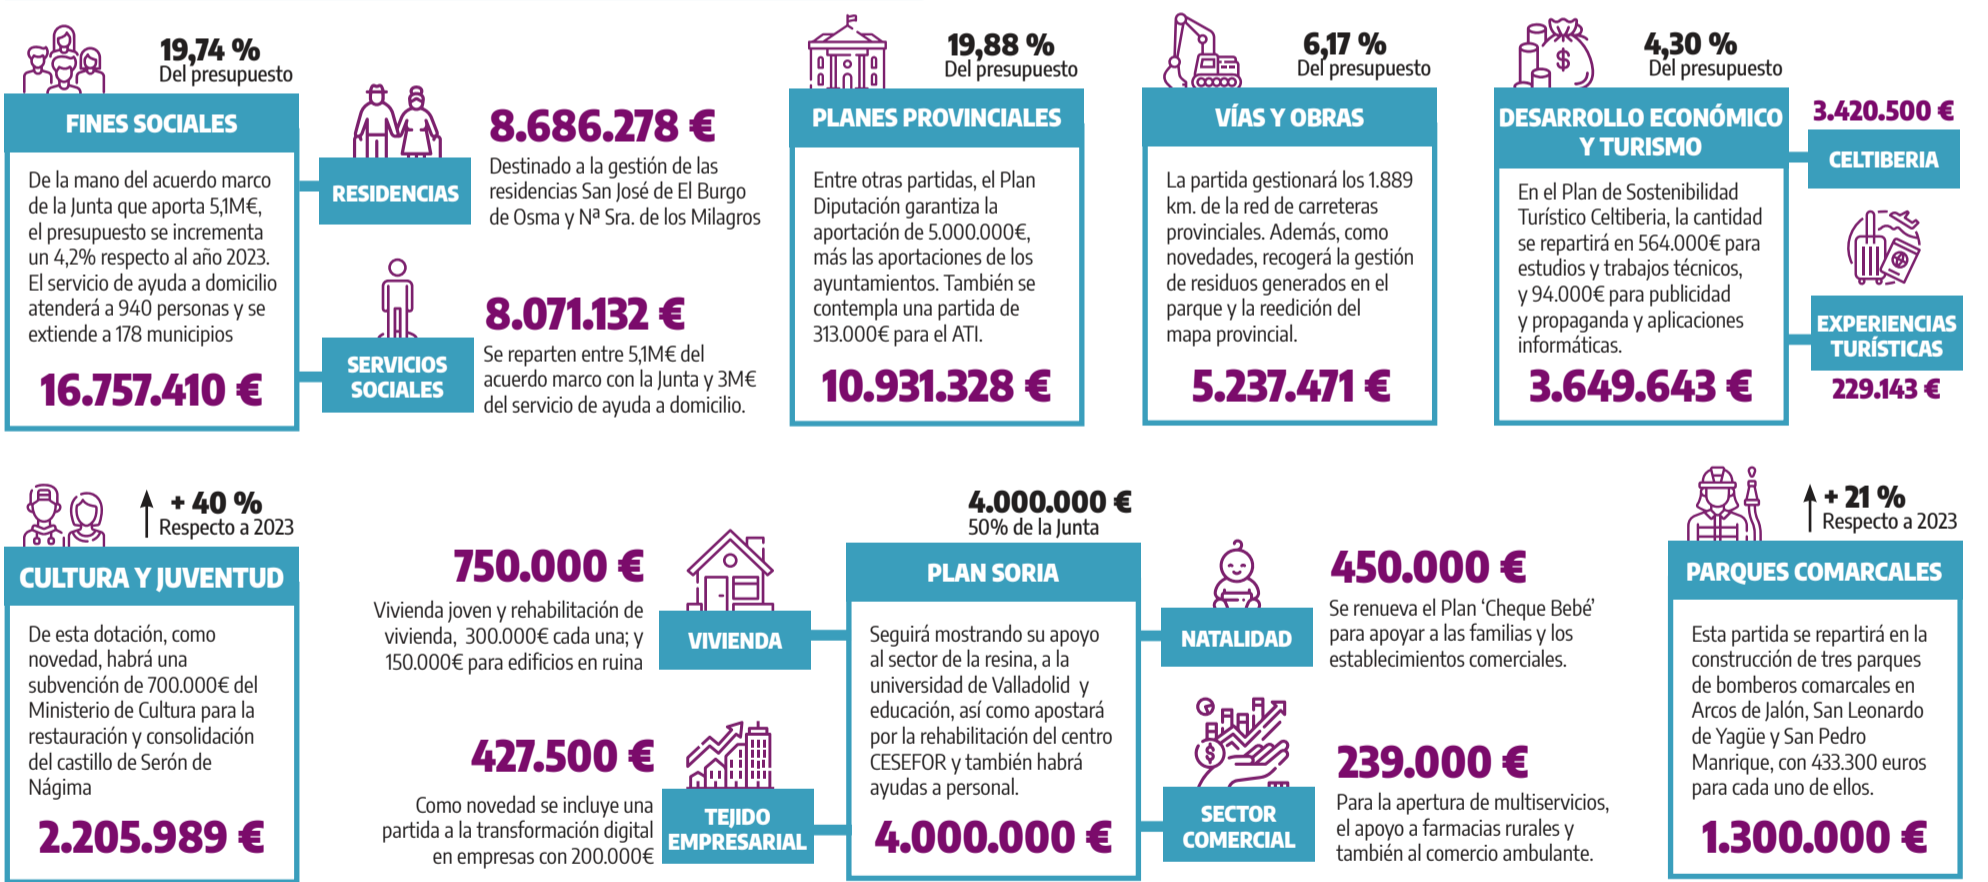 19,74 %
Del presupuesto
FINES SOCIALES
De la mano del acuerdo marco
de la Junta que aporta 5,1M€,
el presupuesto se incrementa
un 4,2% respecto al año 2023.
El servicio de ayuda a domicilio
atenderá a 940 personas y se
extiende a 178 municipios
16.757.410 €
RESIDENCIAS
8.686.278 €
Destinado a la gestión de las
residencias San José de El Burgo
de Osma y Nª Sra. de los Milagros
SERVICIOS
SOCIALES
8.071.132 €
Se reparten entre 5,1M€ del
acuerdo marco con la Junta y 3M€
del servicio de ayuda a domicilio.
19,88 %
Del presupuesto
PLANES PROVINCIALES
Entre otras partidas, el Plan
Diputación garantiza la
aportación de 5.000.000€,
más las aportaciones de los
ayuntamientos. También se
contempla una partida de
313.000€ para el ATI.
10.931.328 €
6,17 %
Del presupuesto
VÍAS Y OBRAS
La partida gestionará los 1.889
km. de la red de carreteras
provinciales. Además, como
novedades, recogerá la gestión
de residuos generados en el
parque y la reedición del
mapa provincial.
5.237.471 €
$
4,30 %
Del presupuesto
DESARROLLO ECONÓMICO
Y TURISMO
En el Plan de Sostenibilidad
Turístico Celtiberia, la cantidad
se repartirá en 564.000€ para
estudios y trabajos técnicos,
y 94.000€ para publicidad
y propaganda y aplicaciones
informáticas.
3.649.643 €
3.420.500 €
CELTIBERIA
EXPERIENCIAS
TURÍSTICAS
229.143 €
+ 40 %
Respecto a 2023
CULTURA Y JUVENTUD
De esta dotación, como
novedad, habrá una
subvención de 700.000€ del
Ministerio de Cultura para la
restauración y consolidación
del castillo de Serón de
Nágima
2.205.989 €
750.000 €
Vivienda joven y rehabilitación de
vivienda, 300.000€ cada una; y
150.000€ para edificios en ruina
VIVIENDA
427.500 €
Como novedad se incluye una
partida a la transformación digital
en empresas con 200.000€
TEJIDO
EMPRESARIAL
4.000.000 €
50% de la Junta
PLAN SORIA
Seguirá mostrando su apoyo
al sector de la resina, a la
universidad de Valladolid y
educación, así como apostará
por la rehabilitación del centro
CESEFOR y también habrá
ayudas a personal.
4.000.000 €
NATALIDAD
450.000 €
Se renueva el Plan ‘Cheque Bebé’
para apoyar a las familias y los
establecimientos comerciales.
$
SECTOR
COMERCIAL
239.000 €
Para la apertura de multiservicios,
el apoyo a farmacias rurales y
también al comercio ambulante.
+ 21 %
Respecto a 2023
PARQUES COMARCALES
Esta partida se repartirá en la
construcción de tres parques
de bomberos comarcales en
Arcos de Jalón, San Leonardo
de Yagüe y San Pedro
Manrique, con 433.300 euros
para cada uno de ellos.
1.300.000 €